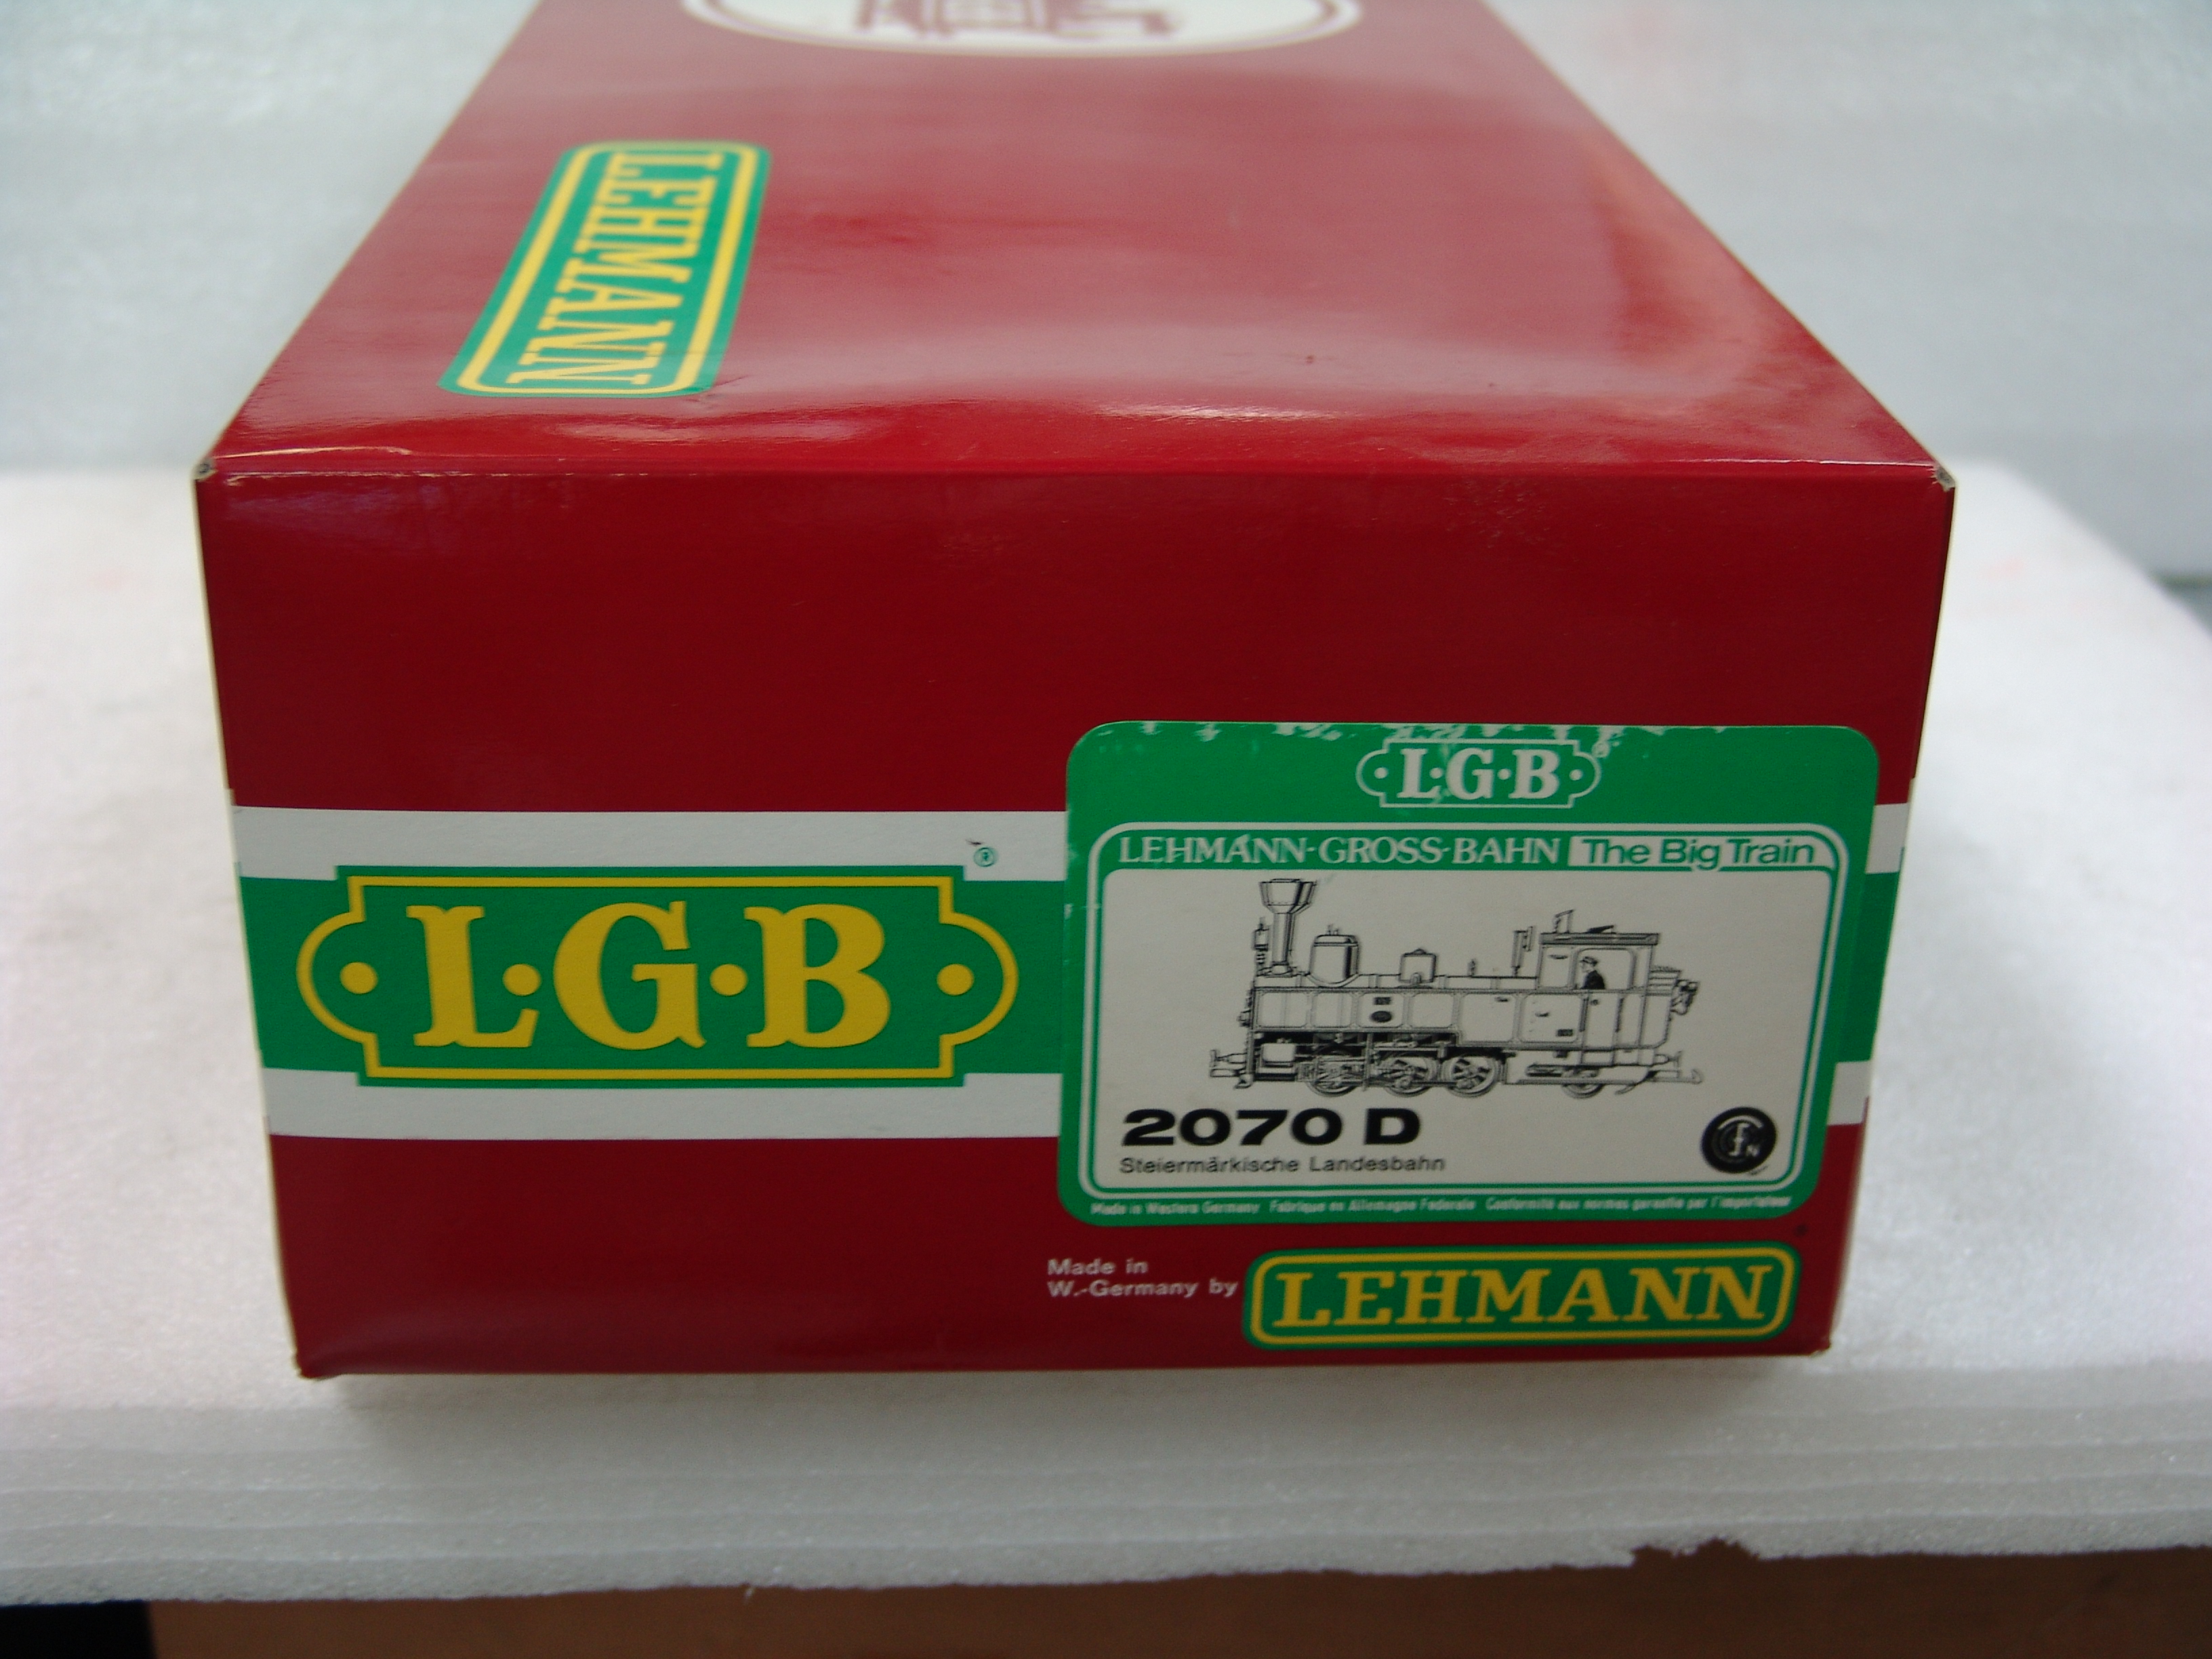 LEHMANN
L·G·B
®
L·G·B
®
LEHMANN-GROSS-BAHN The Big Train
2070 D
Steiermärkische Landesbahn
Made in Western Germany Fabriqué en Allemagne Federale Conformité aux normes garantie par l'importateur
Made in
W.-Germany by
LEHMANN